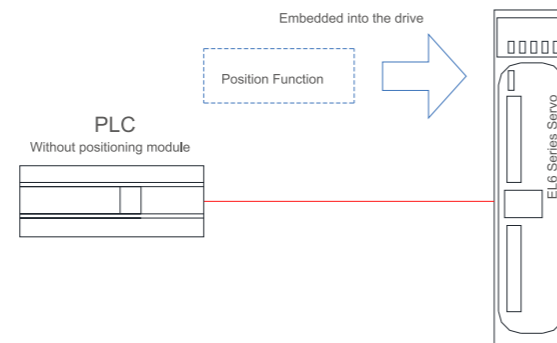 Embedded into the drive
Position Function
PLC
Without positioning module
EL6 Series Servo